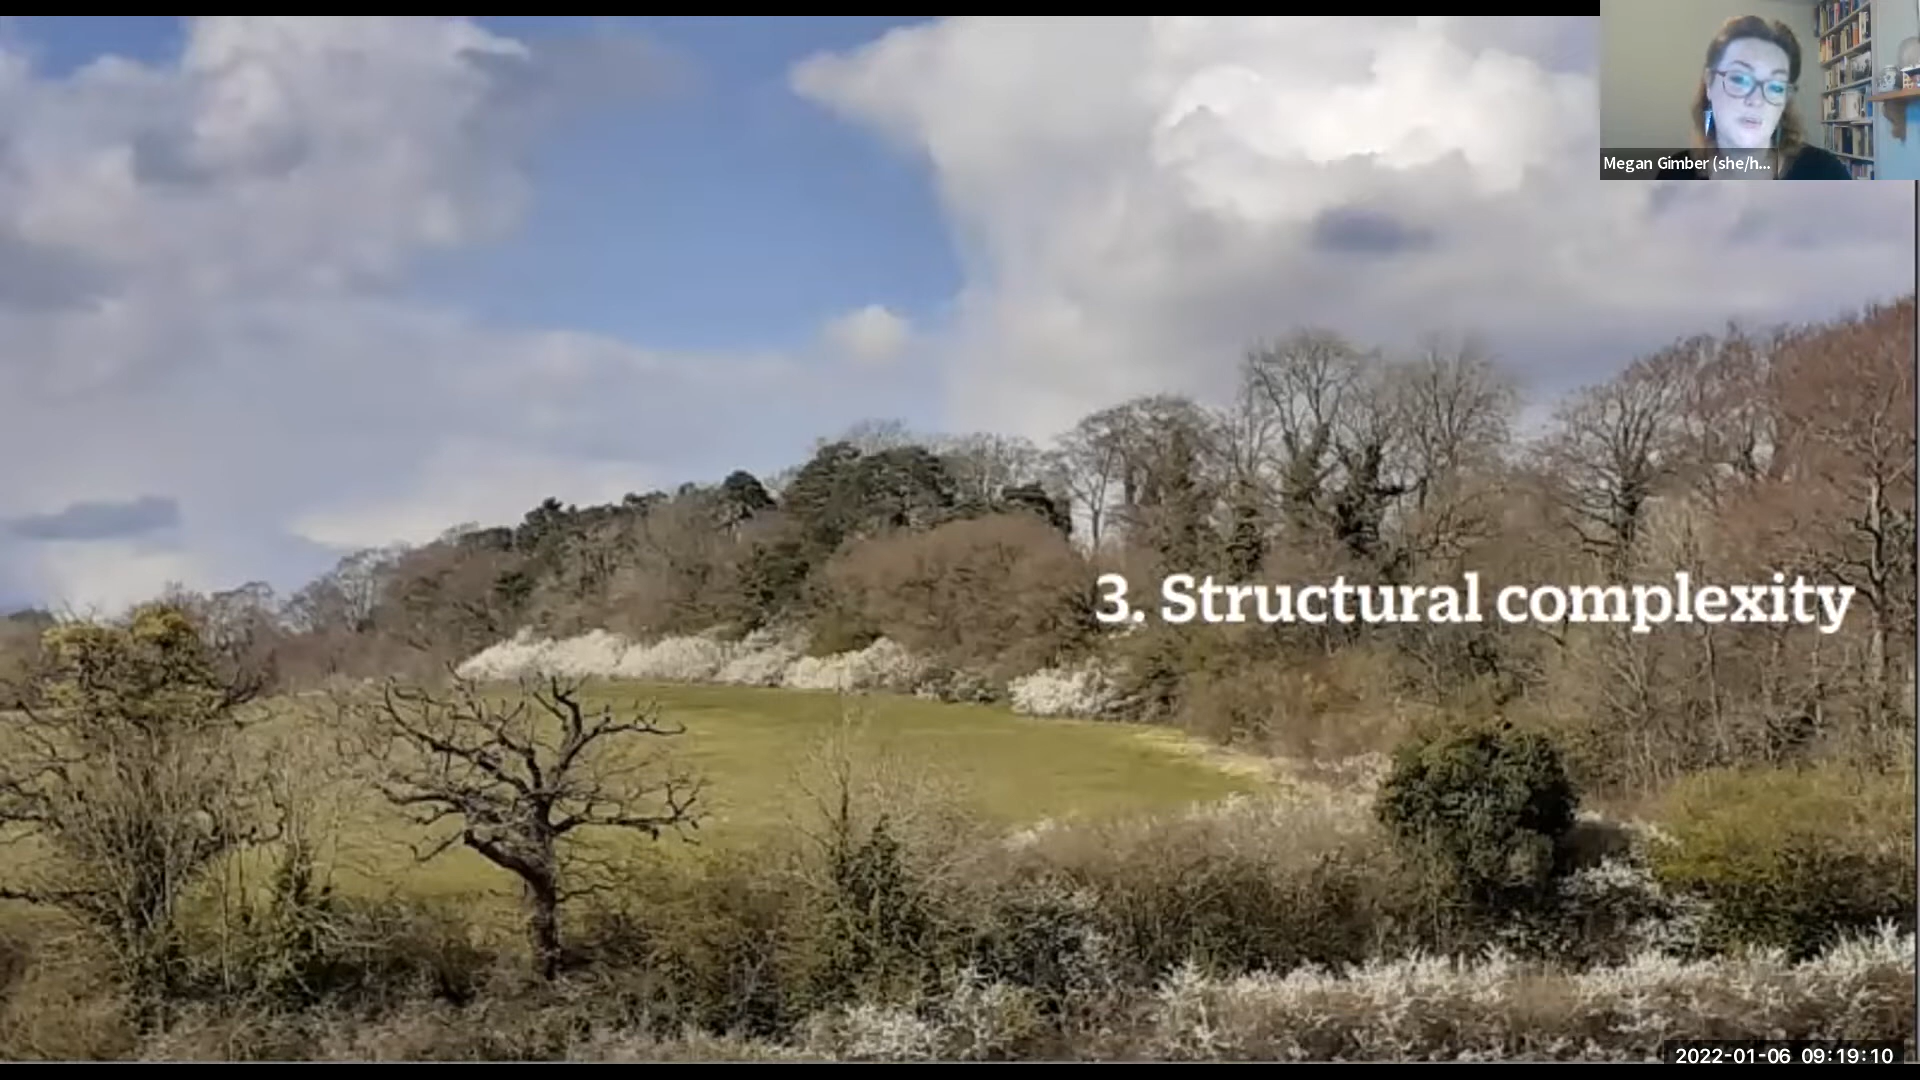 Megan Gimber (she/h...
3. Structural complexity
2022-01-06 09:19:10